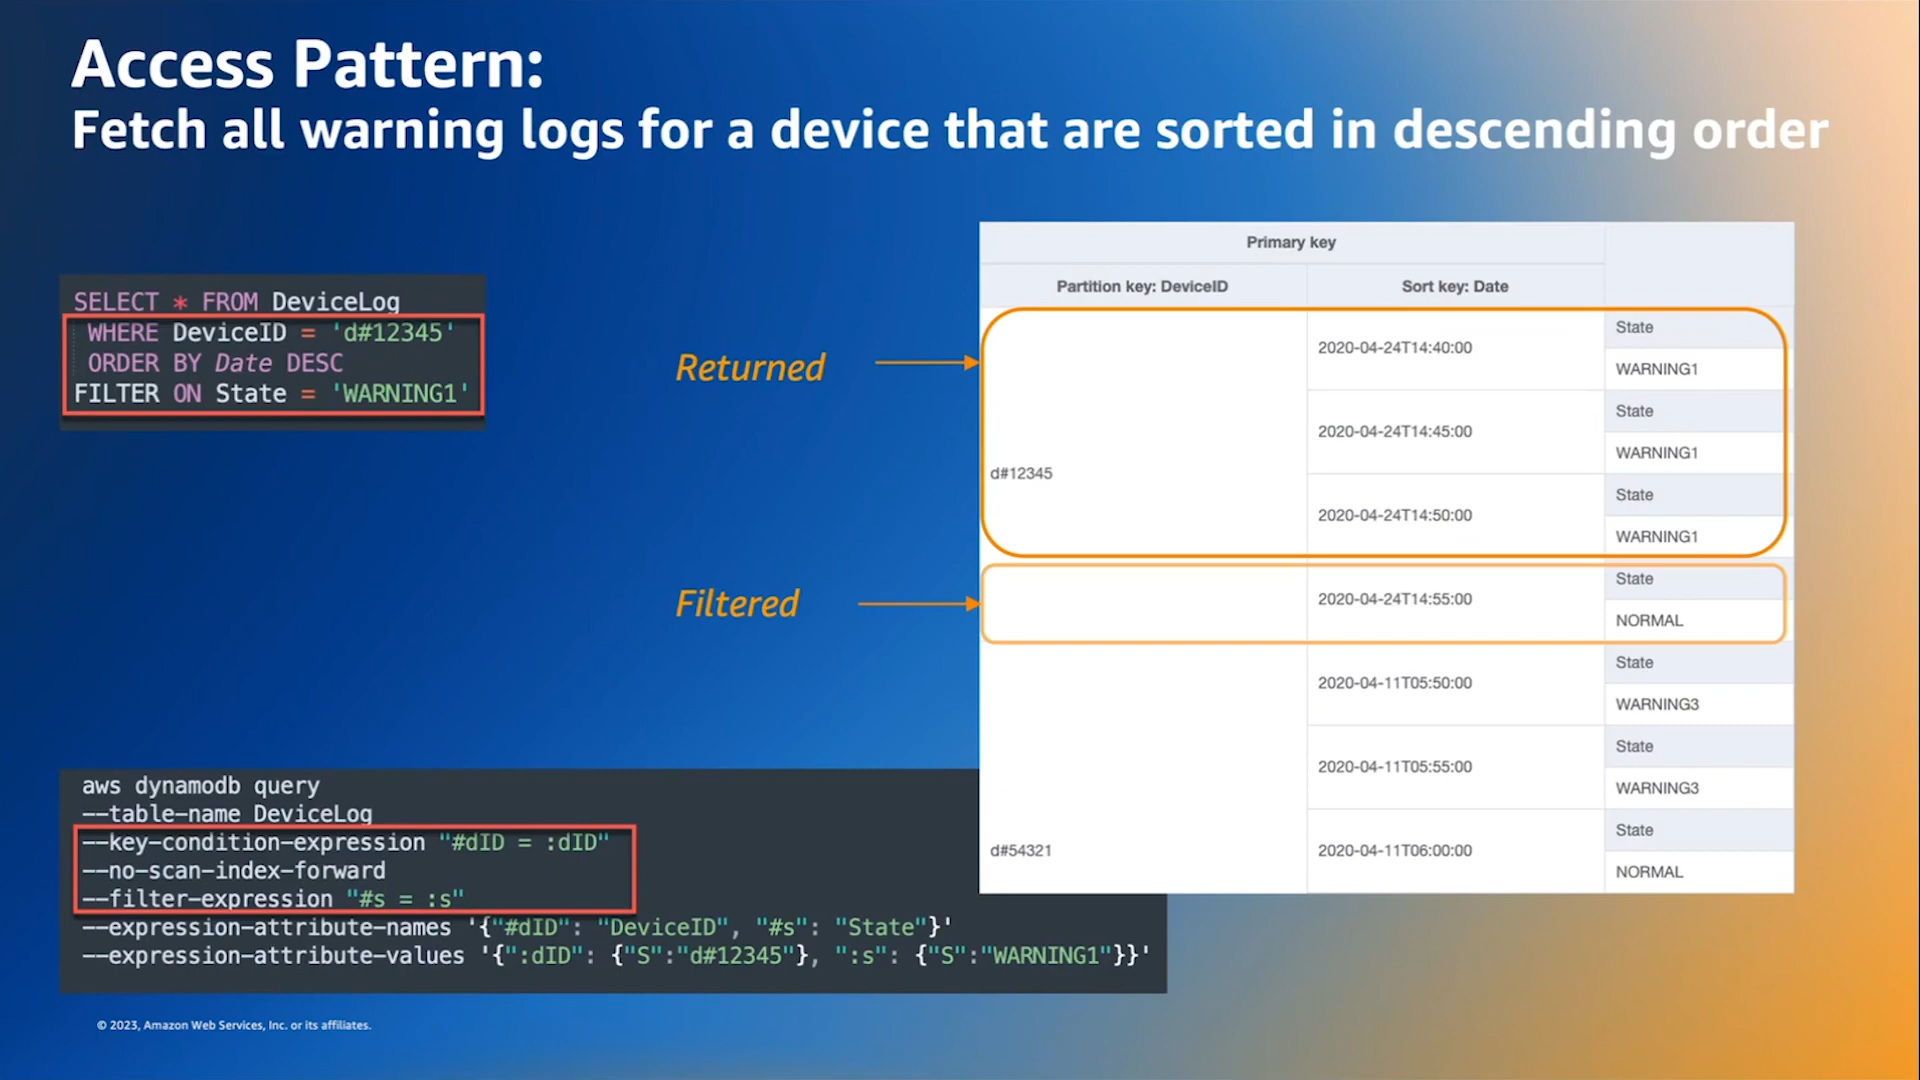 Access Pattern:
Fetch all warning logs for a device that are sorted in descending order
SELECT * FROM DeviceLog
WHERE DeviceID = 'd#12345'
ORDER BY Date DESC
FILTER ON State = 'WARNING1'
Returned
Filtered
Primary key
Partition key: DeviceID
Sort key: Date
d#12345
2020-04-24T14:40:00
State
WARNING1
2020-04-24T14:45:00
State
WARNING1
2020-04-24T14:50:00
State
WARNING1
2020-04-24T14:55:00
State
NORMAL
d#54321
2020-04-11T05:50:00
State
WARNING3
2020-04-11T05:55:00
State
WARNING3
2020-04-11T06:00:00
State
NORMAL
aws dynamodb query
--table-name DeviceLog
--key-condition-expression "#dID = :dID"
--no-scan-index-forward
--filter-expression "#s = :s"
--expression-attribute-names '{"#dID": "DeviceID", "#s": "State"}'
--expression-attribute-values '{":dID": {"S":"d#12345"}, ":s": {"S":"WARNING1"}}'
© 2023, Amazon Web Services, Inc. or its affiliates.